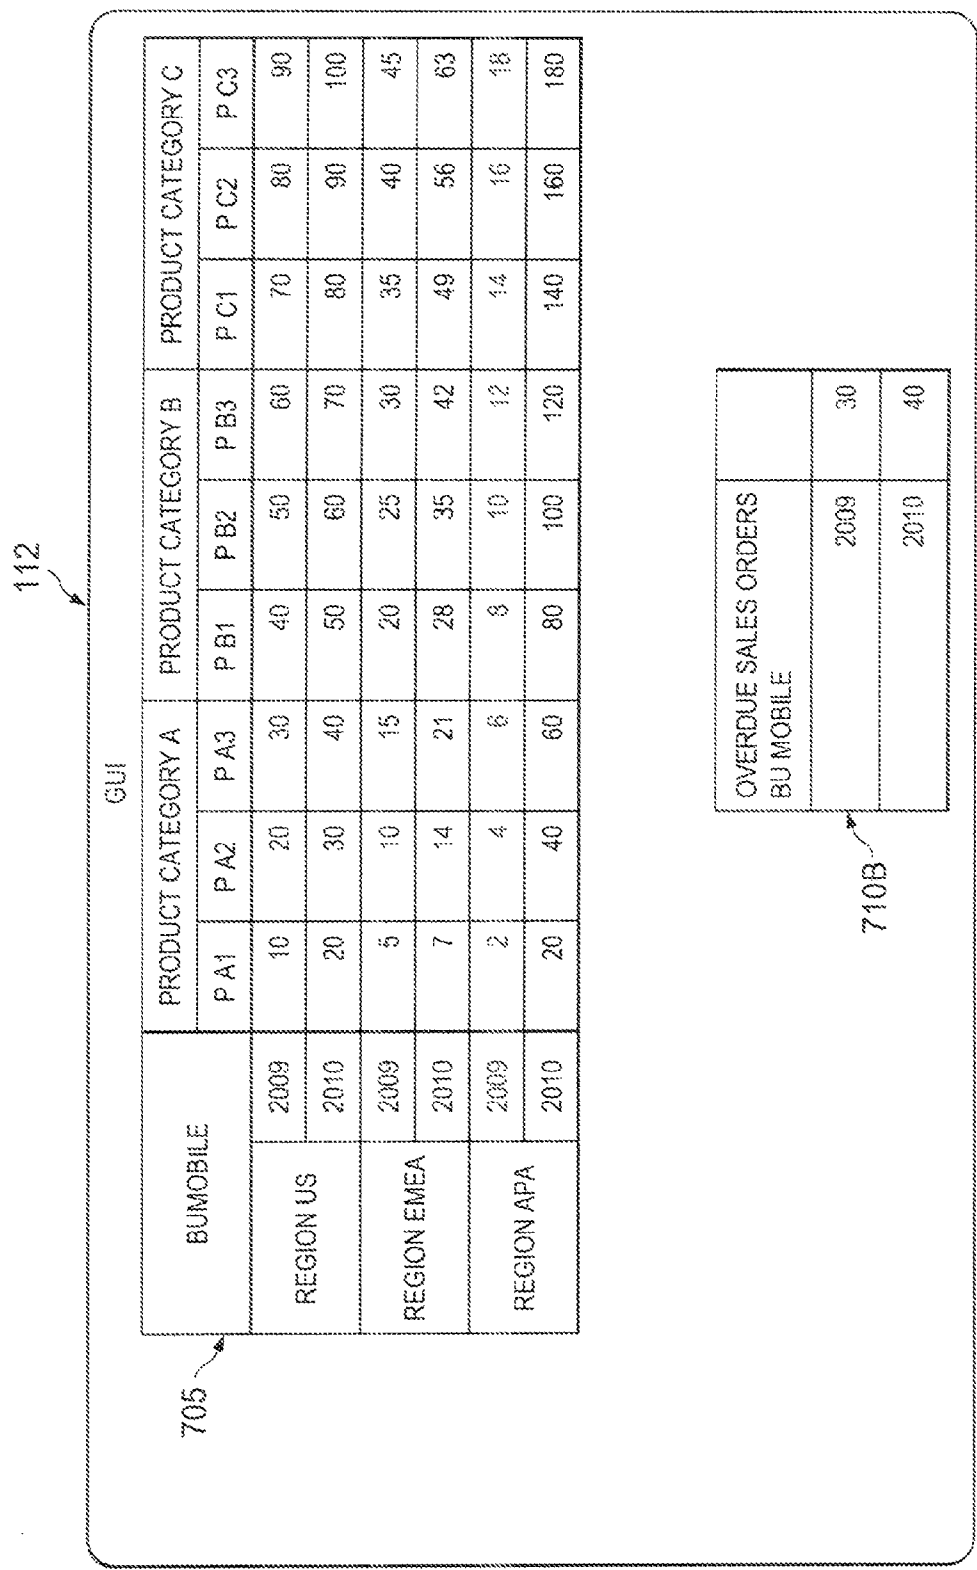 112
GUI
705
BUMOBILE PRODUCT CATEGORY A PRODUCT CATEGORY B PRODUCT CATEGORY C
P A1 P A2 P A3 P B1 P B2 P B3 P C1 P C2 P C3
REGION US 2009 10 20 30 40 50 60 70 80 90
2010 20 30 40 50 60 70 80 90 100
REGION EMEA 2009 5 10 15 20 25 30 35 40 45
2010 7 14 21 28 35 42 49 56 63
REGION APA 2009 2 4 6 8 10 12 14 16 18
2010 20 40 60 80 100 120 140 160 180
710B
OVERDUE SALES ORDERS
BU MOBILE
2009 30
2010 40